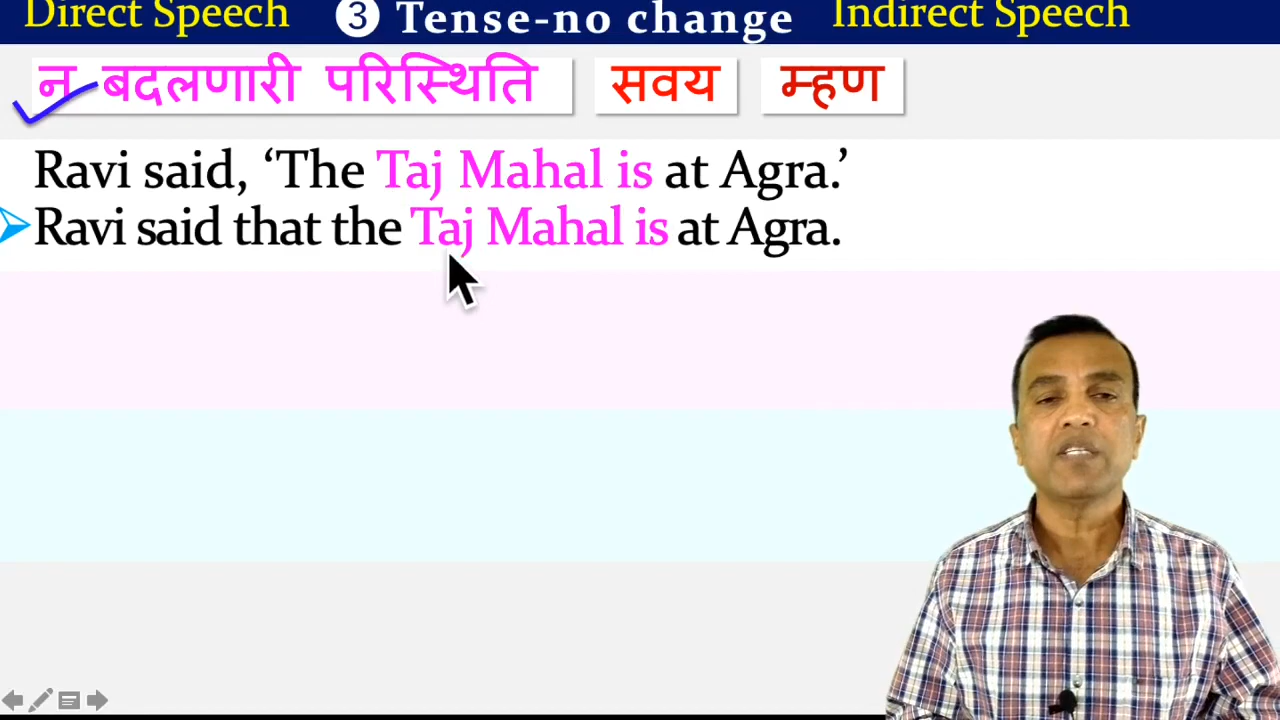 Direct Speech ❸ Tense-no change Indirect Speech
न बदलणारी परिस्थिति सवय म्हण
Ravi said, ‘The Taj Mahal is at Agra.’
Ravi said that the Taj Mahal is at Agra.